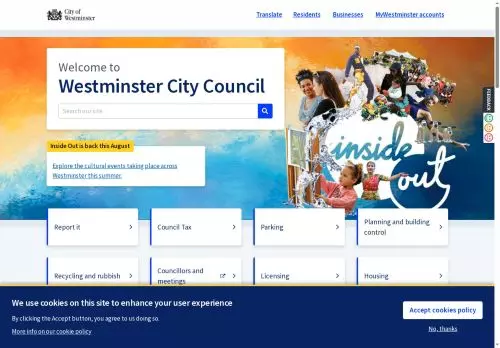 City of
Westminster
Translate
Residents
Businesses
MyWestminster accounts
Welcome to
Westminster City Council
Search our site
FEEDBACK
Inside Out is back this August
Explore the cultural events taking place across
Westminster this summer.
inside
out
Report it
Council Tax
Parking
Planning and building
control
Recycling and rubbish
Councillors and
meetings
Licensing
Housing
We use cookies on this site to enhance your user experience
By clicking the Accept button, you agree to us doing so.
More info on our cookie policy
Accept cookies policy
No, thanks